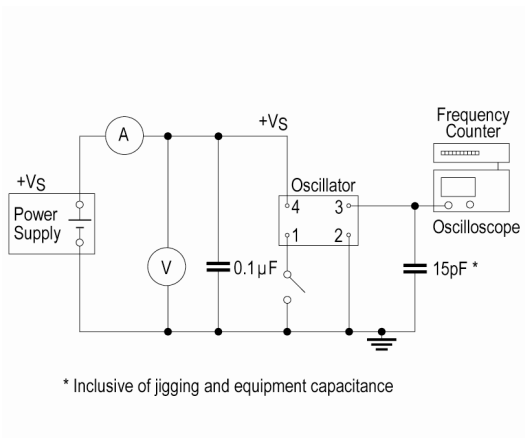 Frequency
Counter
A
+VS
+VS
Oscillator
Power
Supply
4 3
1 2
Oscilloscope
V
0.1µF
15pF *
* Inclusive of jigging and equipment capacitance